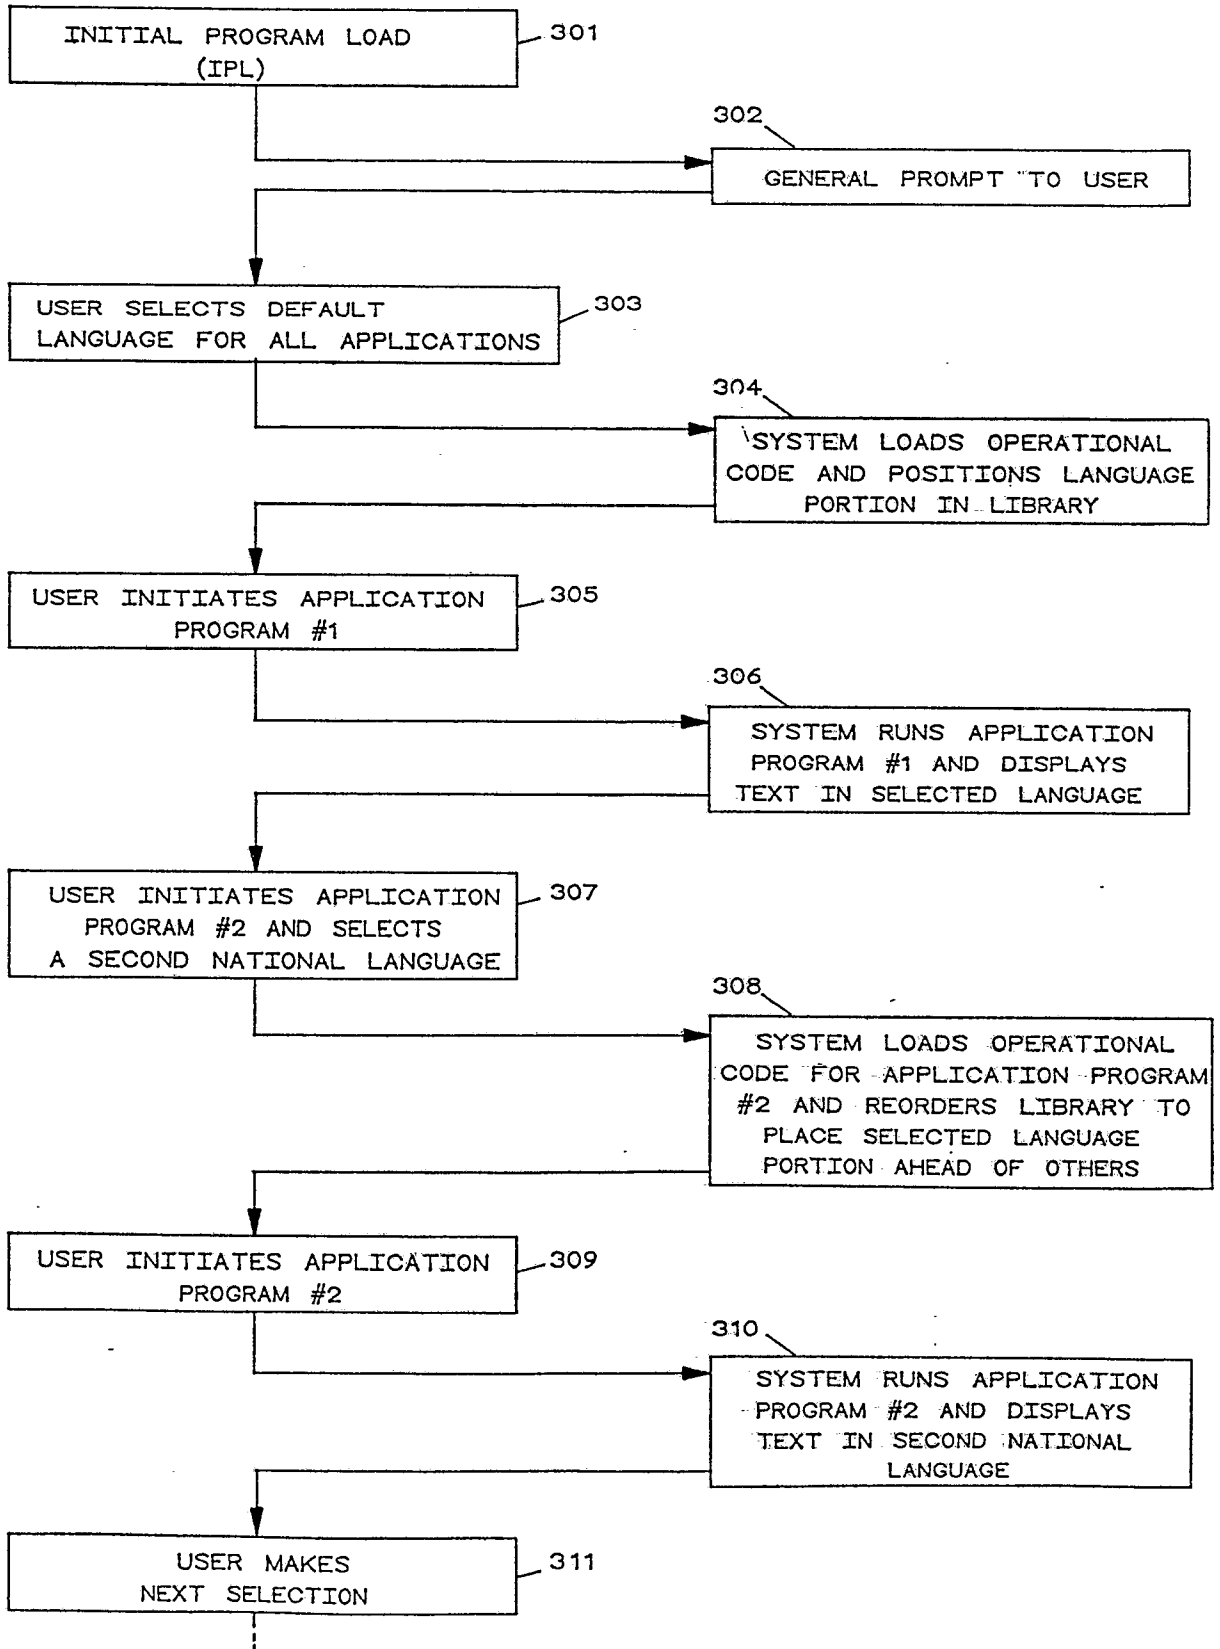 INITIAL PROGRAM LOAD
(IPL)
301
302
GENERAL PROMPT TO USER
USER SELECTS DEFAULT
LANGUAGE FOR ALL APPLICATIONS
303
304
SYSTEM LOADS OPERATIONAL
CODE AND POSITIONS LANGUAGE
PORTION IN LIBRARY
USER INITIATES APPLICATION
PROGRAM #1
305
306
SYSTEM RUNS APPLICATION
PROGRAM #1 AND DISPLAYS
TEXT IN SELECTED LANGUAGE
USER INITIATES APPLICATION
PROGRAM #2 AND SELECTS
A SECOND NATIONAL LANGUAGE
307
308
SYSTEM LOADS OPERATIONAL
CODE FOR APPLICATION PROGRAM
#2 AND REORDERS LIBRARY TO
PLACE SELECTED LANGUAGE
PORTION AHEAD OF OTHERS
USER INITIATES APPLICATION
PROGRAM #2
309
310
SYSTEM RUNS APPLICATION
PROGRAM #2 AND DISPLAYS
TEXT IN SECOND NATIONAL
LANGUAGE
USER MAKES
NEXT SELECTION
311